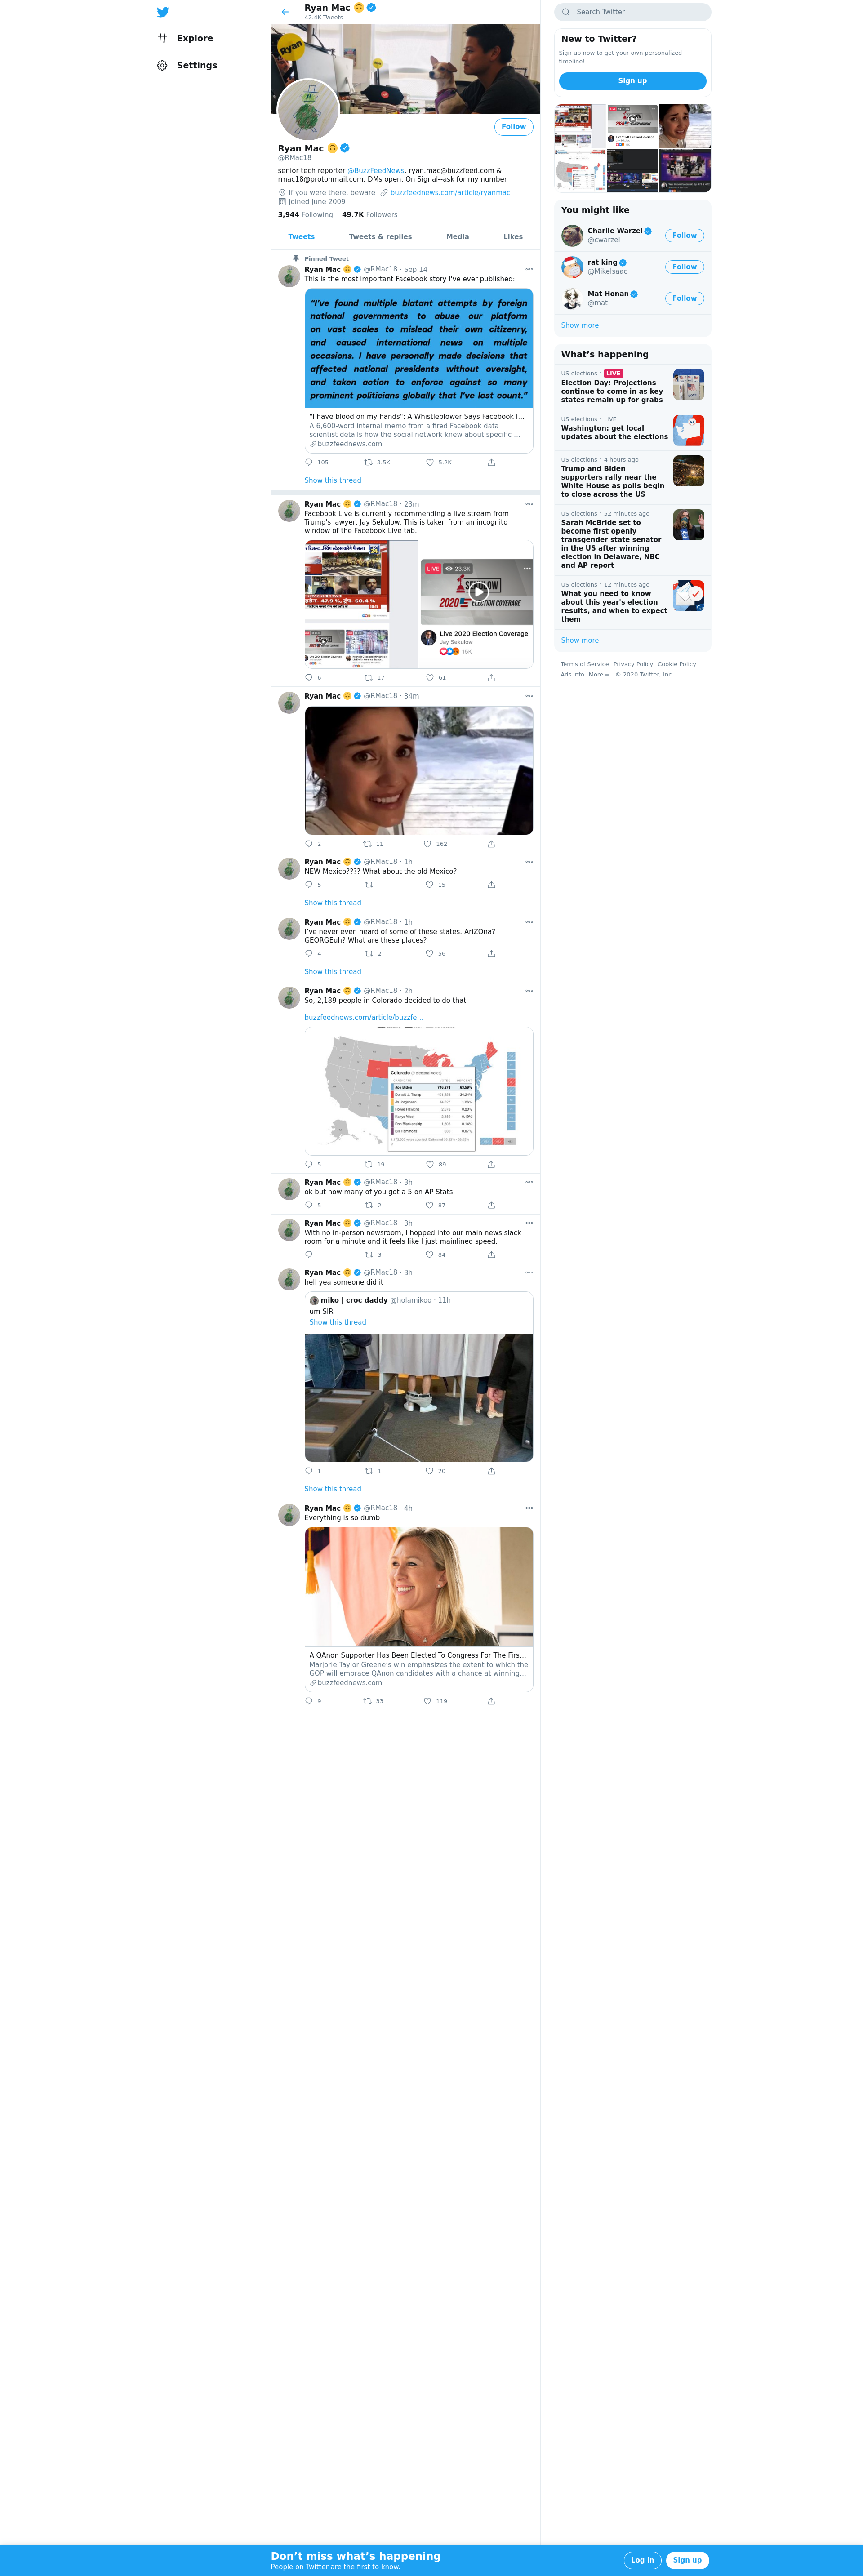 Explore
Settings
Ryan Mac 🙃
42.4K Tweets
Ryan
Follow
Ryan Mac 🙃
@RMac18
senior tech reporter @BuzzFeedNews. ryan.mac@buzzfeed.com &
rmac18@protonmail.com. DMs open. On Signal--ask for my number
If you were there, beware buzzfeednews.com/article/ryanmac
Joined June 2009
3,944 Following 49.7K Followers
Tweets Tweets & replies Media Likes
Pinned Tweet
Ryan Mac 🙃 @RMac18 · Sep 14
This is the most important Facebook story I've ever published:
"I've found multiple blatant attempts by foreign
national governments to abuse our platform
on vast scales to mislead their own citizenry,
and caused international news on multiple
occasions. I have personally made decisions that
affected national presidents without oversight,
and taken action to enforce against so many
prominent politicians globally that I've lost count."
"I have blood on my hands": A Whistleblower Says Facebook I...
A 6,600-word internal memo from a fired Facebook data
scientist details how the social network knew about specific ...
buzzfeednews.com
105 3.5K 5.2K
Show this thread
Ryan Mac 🙃 @RMac18 · 23m
Facebook Live is currently recommending a live stream from
Trump's lawyer, Jay Sekulow. This is taken from an incognito
window of the Facebook Live tab.
LIVE 23.3K
SEKULOW
2020 ELECTION COVERAGE
Live 2020 Election Coverage
Jay Sekulow
15K
6 17 61
Ryan Mac 🙃 @RMac18 · 34m
2 11 162
Ryan Mac 🙃 @RMac18 · 1h
NEW Mexico???? What about the old Mexico?
5 15
Show this thread
Ryan Mac 🙃 @RMac18 · 1h
I've never even heard of some of these states. AriZOna?
GEORGEuh? What are these places?
4 2 56
Show this thread
Ryan Mac 🙃 @RMac18 · 2h
So, 2,189 people in Colorado decided to do that
buzzfeednews.com/article/buzzfe...
Colorado
Joe Biden
Donald J. Trump
Jo Jorgensen
Howie Hawkins
Kanye West
Don Blankenship
Bill Hammons
5 19 89
Ryan Mac 🙃 @RMac18 · 3h
ok but how many of you got a 5 on AP Stats
5 2 87
Ryan Mac 🙃 @RMac18 · 3h
With no in-person newsroom, I hopped into our main news slack
room for a minute and it feels like I just mainlined speed.
3 84
Ryan Mac 🙃 @RMac18 · 3h
hell yea someone did it
miko | croc daddy @holamikoo · 11h
um SIR
Show this thread
1 1 20
Show this thread
Ryan Mac 🙃 @RMac18 · 4h
Everything is so dumb
A QAnon Supporter Has Been Elected To Congress For The Firs...
Marjorie Taylor Greene's win emphasizes the extent to which the
GOP will embrace QAnon candidates with a chance at winning...
buzzfeednews.com
9 33 119
Search Twitter
New to Twitter?
Sign up now to get your own personalized
timeline!
Sign up
You might like
Charlie Warzel
@cwarzel
Follow
rat king
@MikeIsaac
Follow
Mat Honan
@mat
Follow
Show more
What's happening
US elections · LIVE
Election Day: Projections
continue to come in as key
states remain up for grabs
US elections · LIVE
Washington: get local
updates about the elections
US elections · 4 hours ago
Trump and Biden
supporters rally near the
White House as polls begin
to close across the US
US elections · 52 minutes ago
Sarah McBride set to
become first openly
transgender state senator
in the US after winning
election in Delaware, NBC
and AP report
US elections · 12 minutes ago
What you need to know
about this year's election
results, and when to expect
them
Show more
Terms of Service Privacy Policy Cookie Policy
Ads info More © 2020 Twitter, Inc.
Don't miss what's happening
People on Twitter are the first to know.
Log in Sign up